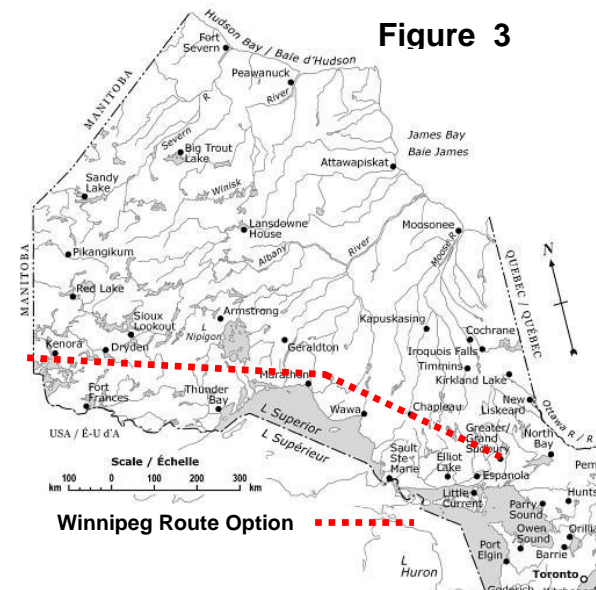 Figure 3
Hudson Bay / Baie d'Hudson
Fort
Severn
Peawanuck
River
MANITOBA
Severn R
James Bay
Baie James
Big Trout
Lake
Attawapiskat
Sandy
Lake
Winisk
Lansdowne
House
Moosonee
River
Albany
Moose R
QUEBEC / QUÉBEC
N
MANITOBA
Pikangikum
Red Lake
Sioux
Lookout
Armstrong
L
Nipigon
Kapuskasing
Cochrane
Kenora
Dryden
Geraldton
Iroquois Falls
Timmins
Kirkland Lake
Marathon
Fort
Frances
Thunder
Bay
Wawa
Chapleau
New
Liskeard
Ottawa R / R
L Superior
L Supérieur
USA / É-U d'A
Greater/
Grand
Sudbury
North
Bay
Sault
Ste
Marie
Elliot
Lake
Espanola
Pem
Scale / Échelle
km 100 0 100 200 300 km
Little
Current
Parry
Sound
Hunts
Winnipeg Route Option
Owen
Sound
Orillia
Port
Elgin
Barrie
L
Huron
Toronto
Goderich